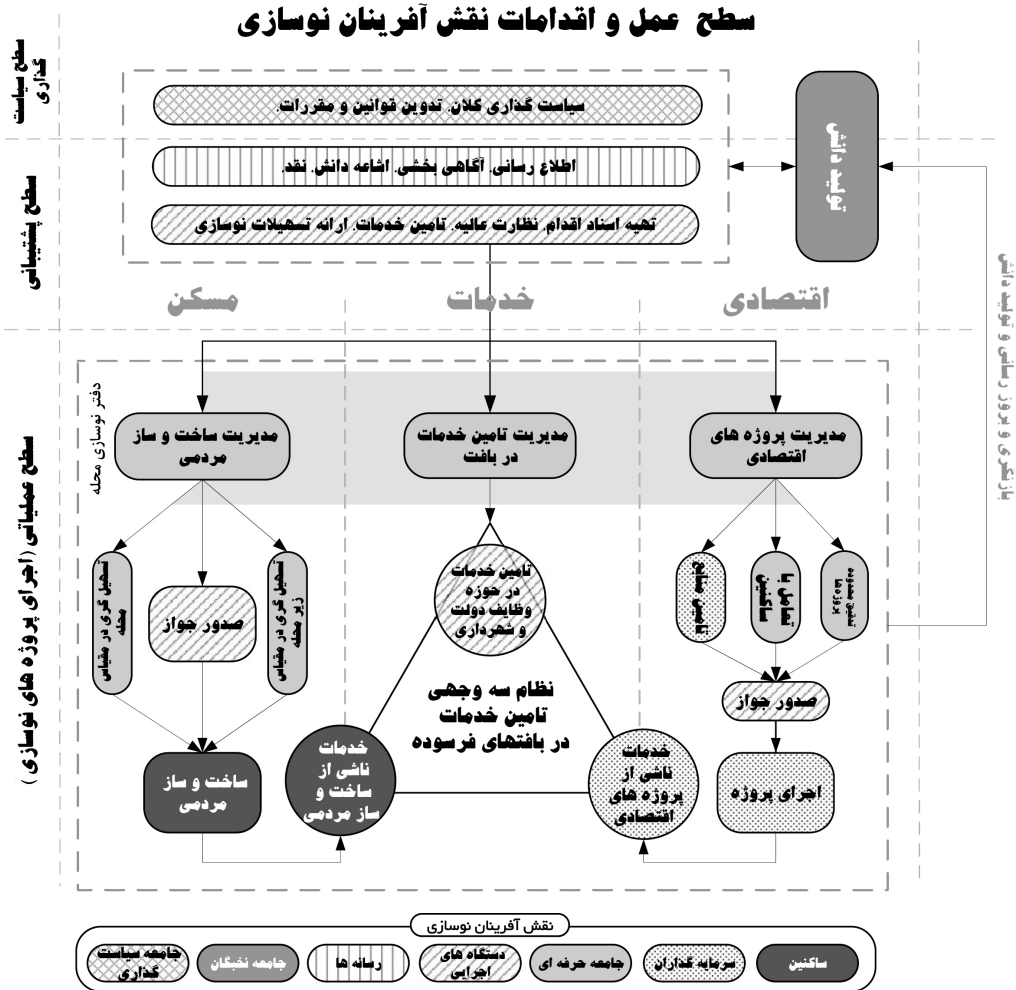 سطح عمل و اقدامات نقش آفرینان نوسازی
سطح سیاست
گذاری
سیاست گذاری کلان، تدوین قوانین و مقررات.
تولید دانش
سطح پشتیبانی
اطلاع رسانی، آگاهی بخشی، اشاعه دانش، نقد.
تهیه اسناد اقدام، نظارت عالیه، تامین خدمات، ارائه تسهیلات نوسازی
بازنگری و بروز رسانی و تولید دانش
اقتصادی
خدمات
مسکن
سطح عملیاتی (اجرای پروژه های نوسازی)
دفتر نوسازی محله
مدیریت پروژه های
اقتصادی
مدیریت تامین خدمات
در بافت
مدیریت ساخت و ساز
مردمی
تدقیق محدوده
پروژه‌ها
تعامل با
ساکنین
تامین منابع
صدور جواز
اجرای پروژه
تامین خدمات
در حوزه
وظایف دولت
و شهرداری
نظام سه وجهی
تامین خدمات
در بافتهای فرسوده
خدمات
ناشی از
پروژه های
اقتصادی
خدمات
ناشی از
ساخت و
ساز مردمی
تسهیل گری در مقیاس
زیر محله
صدور جواز
تسهیل گری در مقیاس
محله
ساخت و ساز
مردمی
نقش آفرینان نوسازی
ساکنین
سرمایه گذاران
جامعه حرفه ای
دستگاه های
اجرایی
رسانه ها
جامعه نخبگان
جامعه سیاست
گذاری